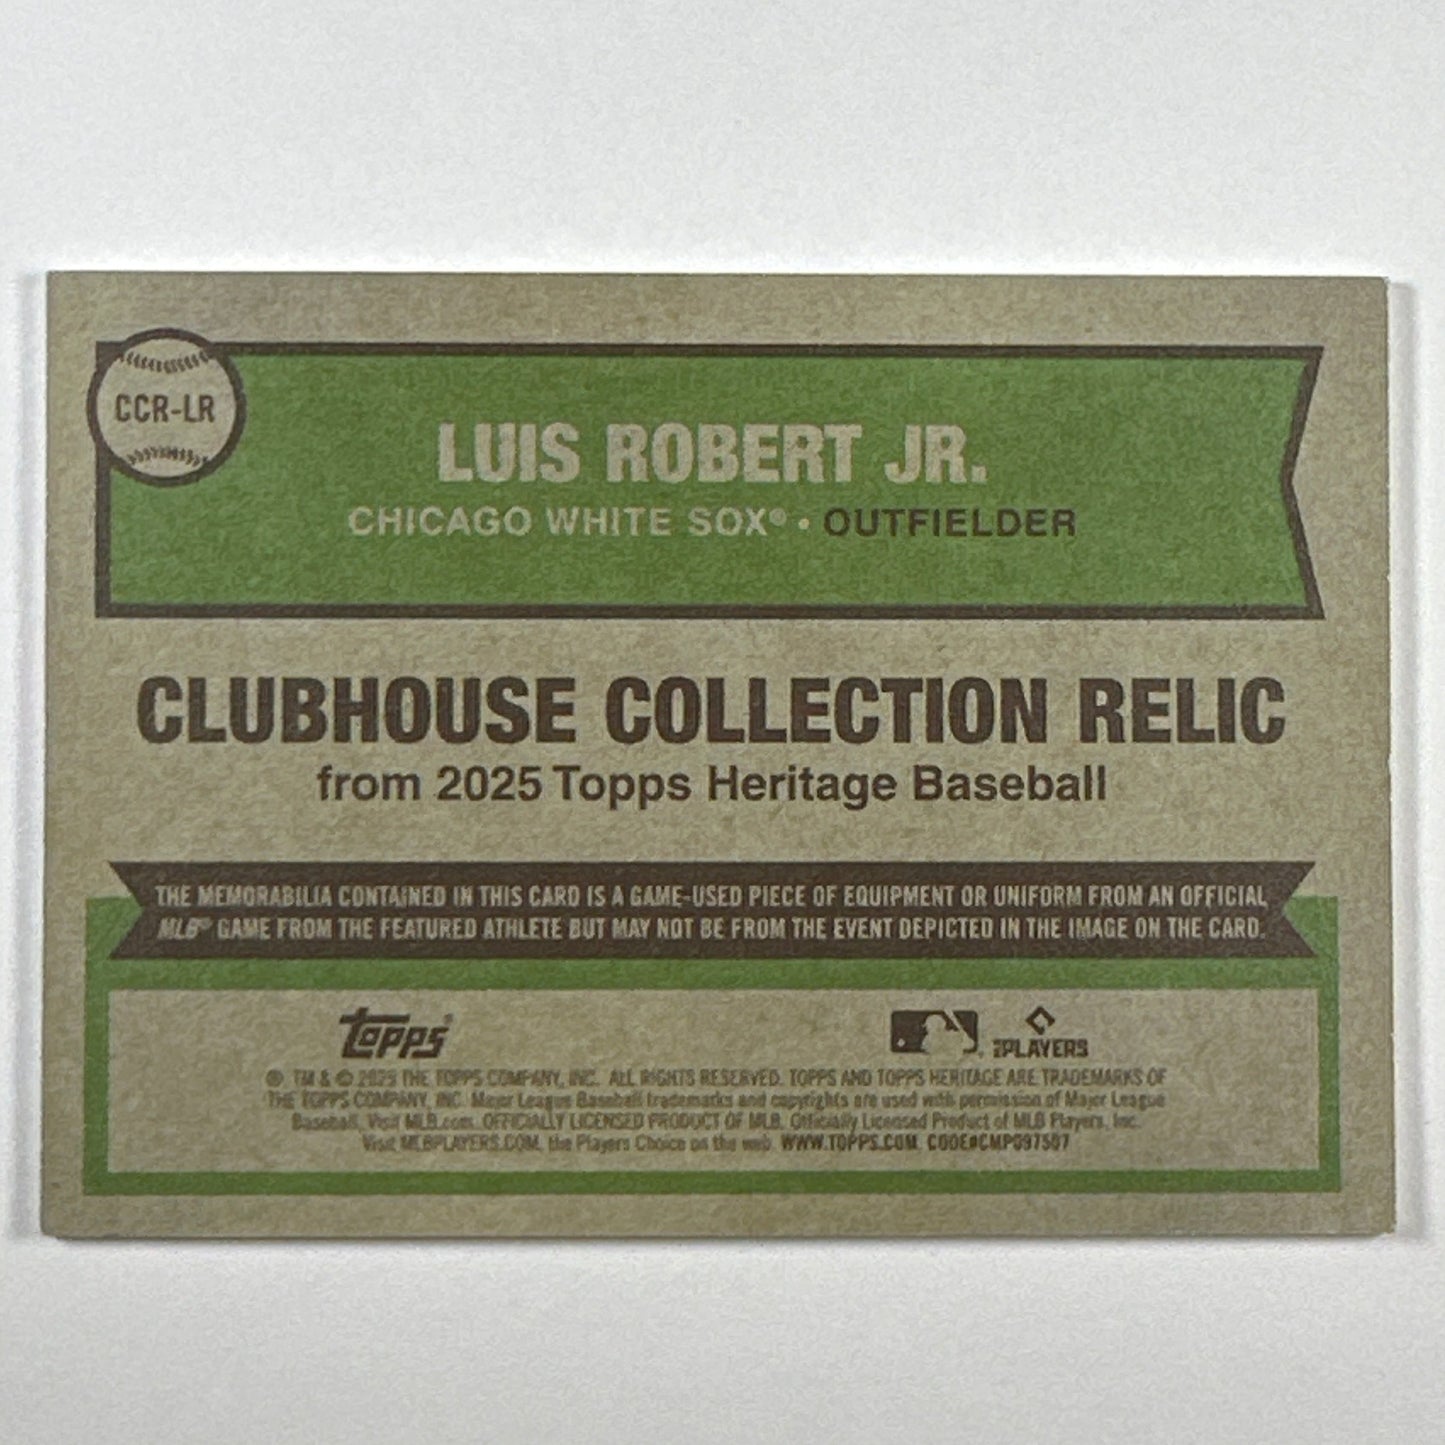 CCR-LR
LUIS ROBERT JR.
CHICAGO WHITE SOX® • OUTFIELDER
CLUBHOUSE COLLECTION RELIC
from 2025 Topps Heritage Baseball
THE MEMORABILIA CONTAINED IN THIS CARD IS A GAME-USED PIECE OF EQUIPMENT OR UNIFORM FROM AN OFFICIAL
MLB® GAME FROM THE FEATURED ATHLETE BUT MAY NOT BE FROM THE EVENT DEPICTED IN THE IMAGE ON THE CARD.
topps®
MLB PLAYERS
®, TM & © 2025 THE TOPPS COMPANY, INC. ALL RIGHTS RESERVED. TOPPS AND TOPPS HERITAGE ARE TRADEMARKS OF
THE TOPPS COMPANY, INC. Major League Baseball trademarks and copyrights are used with permission of Major League
Baseball. Visit MLB.com. OFFICIALLY LICENSED PRODUCT OF MLB. Officially Licensed Product of MLB Players, Inc.
Visit MLBPLAYERS.COM, the Players Choice on the web. WWW.TOPPS.COM CODE#CMP097507